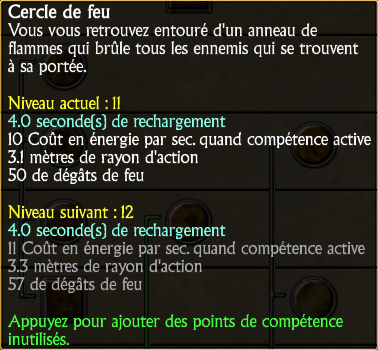 Cercle de feu
Vous vous retrouvez entouré d'un anneau de
flammes qui brûle tous les ennemis qui se trouvent
à sa portée.
Niveau actuel : 11
4.0 seconde(s) de rechargement
10 Coût en énergie par sec. quand compétence active
3.1 mètres de rayon d'action
50 de dégâts de feu
Niveau suivant : 12
4.0 seconde(s) de rechargement
11 Coût en énergie par sec. quand compétence active
3.3 mètres de rayon d'action
57 de dégâts de feu
Appuyez pour ajouter des points de compétence
inutilisés.